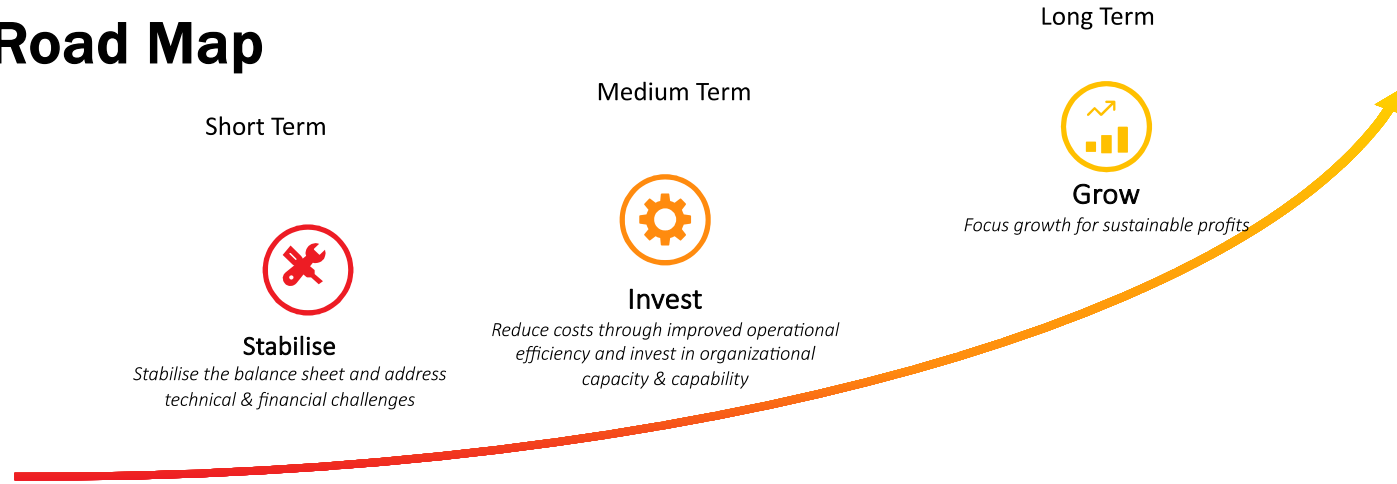 Road Map
Short Term
Stabilise
Stabilise the balance sheet and address
technical & financial challenges
Medium Term
Invest
Reduce costs through improved operational
efficiency and invest in organizational
capacity & capability
Long Term
Grow
Focus growth for sustainable profits